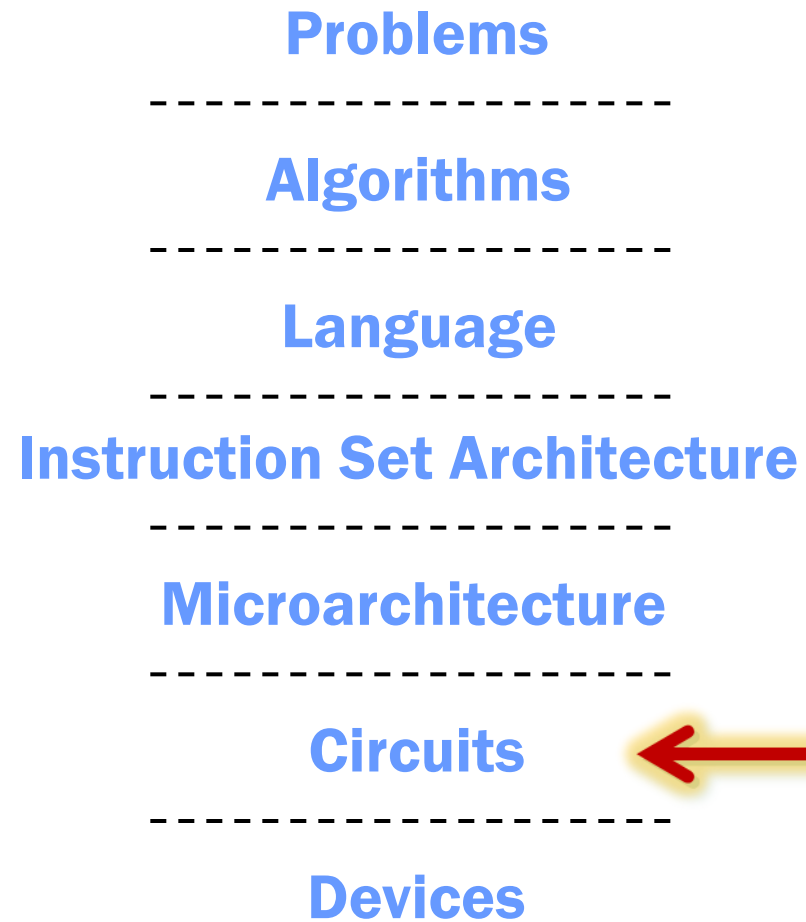 Problems
Algorithms
Language
Instruction Set Architecture
Microarchitecture
Circuits
Devices